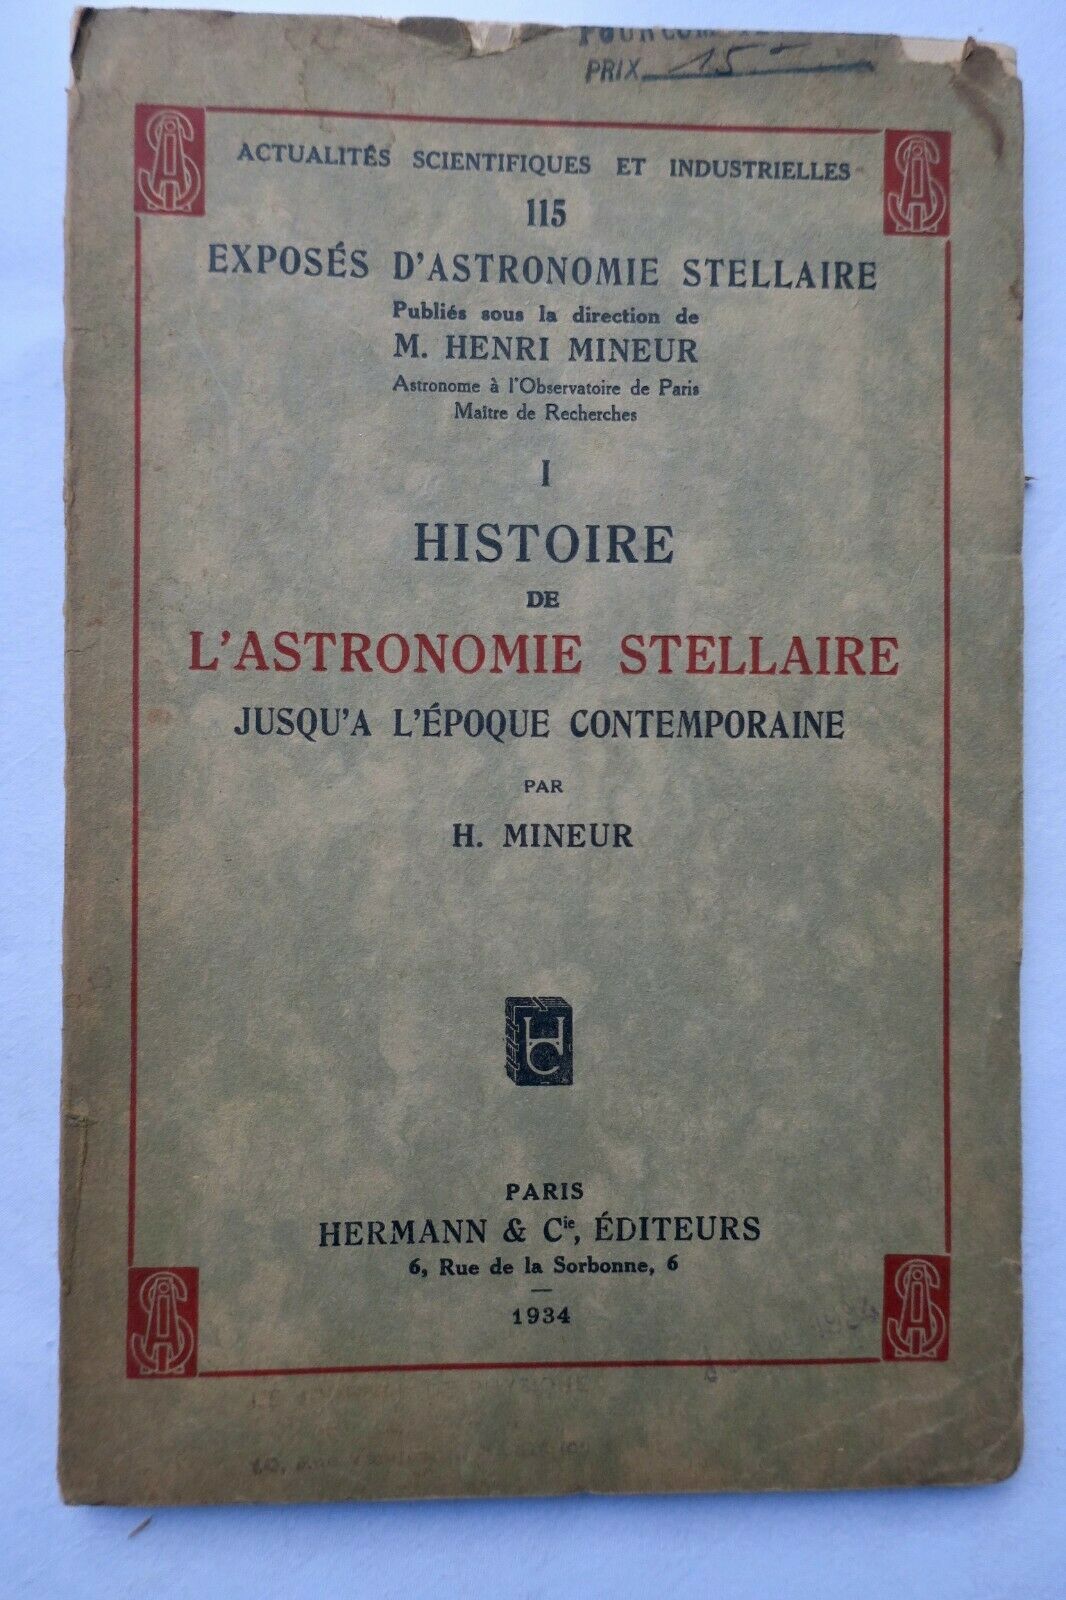 PRIX 15
ACTUALITÉS SCIENTIFIQUES ET INDUSTRIELLES
115
EXPOSÉS D'ASTRONOMIE STELLAIRE
Publiés sous la direction de
M. HENRI MINEUR
Astronome à l'Observatoire de Paris
Maître de Recherches
I
HISTOIRE
DE
L'ASTRONOMIE STELLAIRE
JUSQU'A L'ÉPOQUE CONTEMPORAINE
PAR
H. MINEUR
HC
PARIS
HERMANN & Cie, ÉDITEURS
6, Rue de la Sorbonne, 6
1934